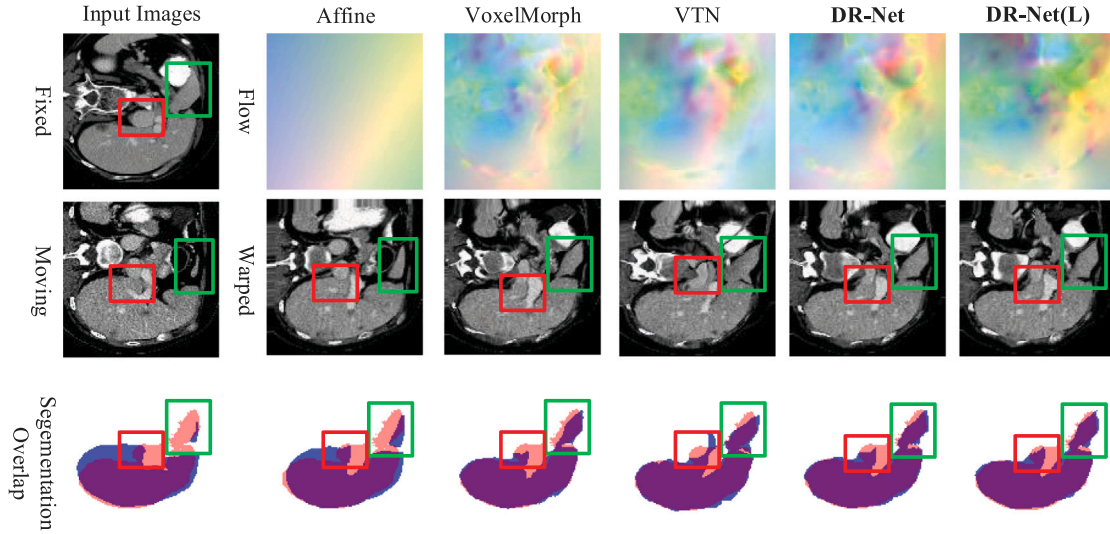 Input Images
Affine
VoxelMorph
VTN
DR-Net
DR-Net(L)
Fixed
Flow
Moving
Warped
Segementation
Overlap